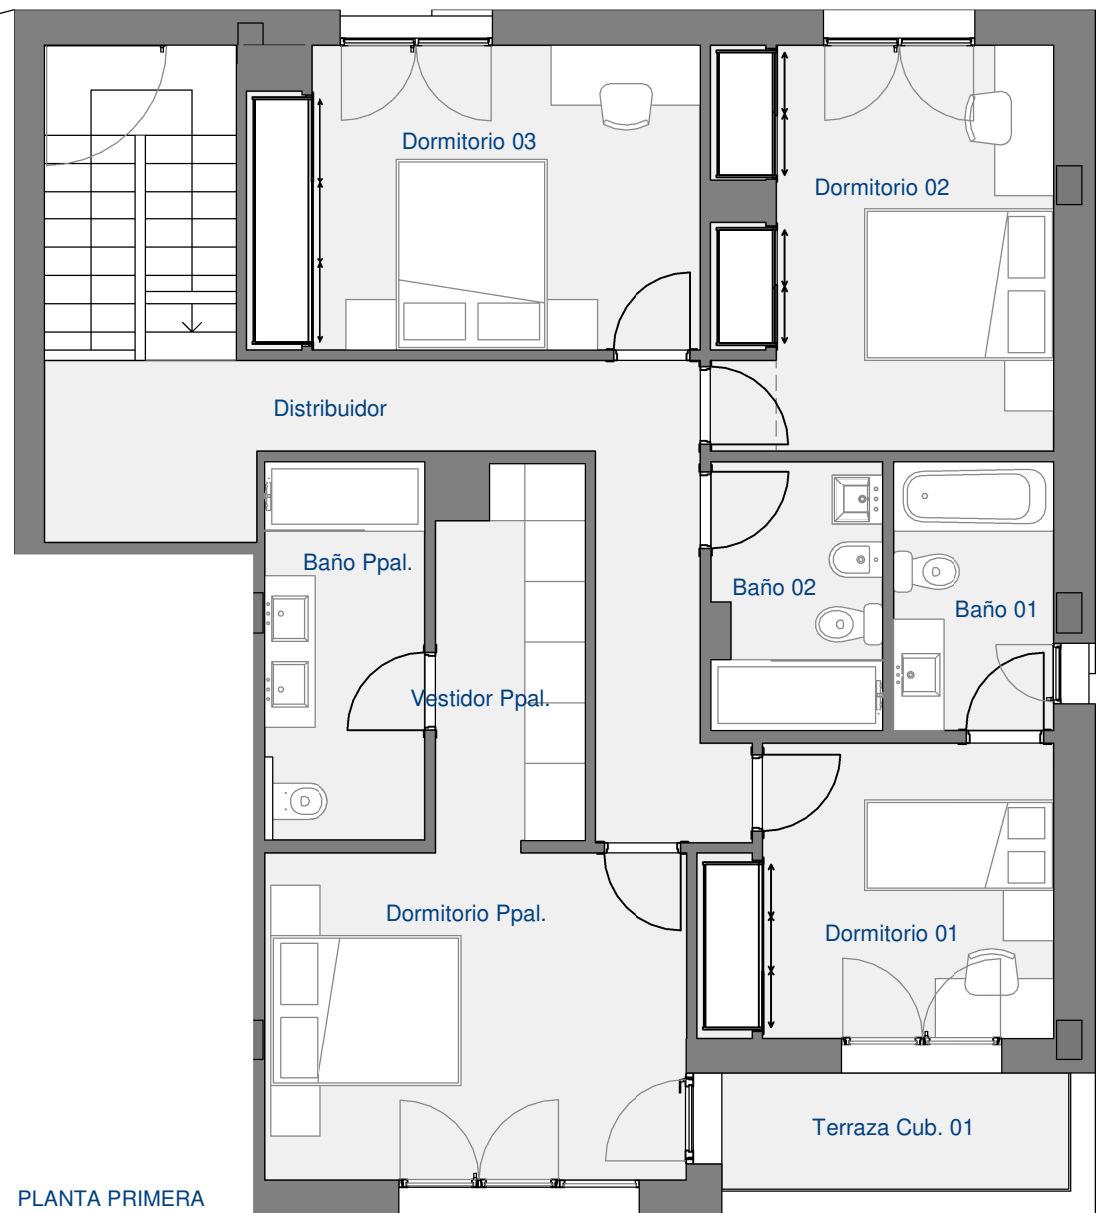 Dormitorio 03
Dormitorio 02
Distribuidor
Baño Ppal.
Baño 02
Baño 01
Vestidor Ppal.
Dormitorio Ppal.
Dormitorio 01
Terraza Cub. 01
PLANTA PRIMERA